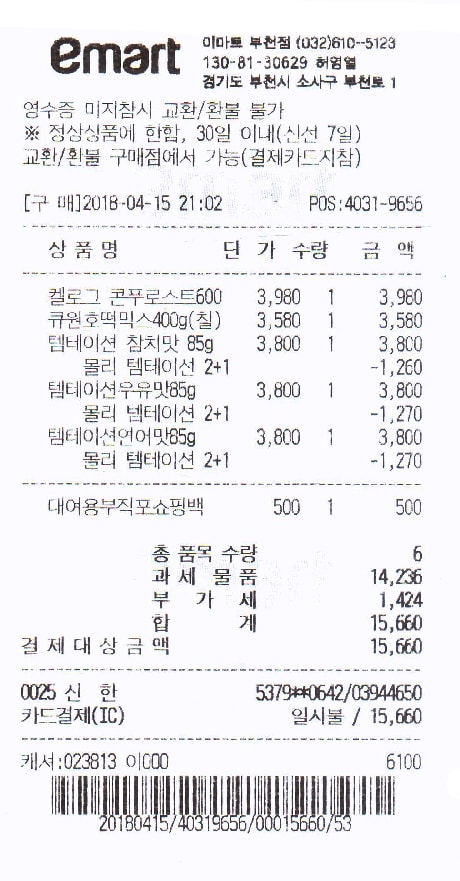 emart 이마트 부천점 (032)610-5123
130-81-30629 허영열
경기도 부천시 소사구 부천로 1
영수증 미지참시 교환/환불 불가
※ 정상상품에 한함, 30일 이내(신선 7일)
교환/환불 구매점에서 가능(결제카드지참)
[구 매]2018-04-15 21:02 POS:4031-9656
상 품 명 단 가 수량 금 액
켈로그 콘푸로스트600 3,980 1 3,980
큐원호떡믹스400g(칠) 3,580 1 3,580
템테이션 참치맛 85g 3,800 1 3,800
몰리 템테이션 2+1 -1,260
템테이션우유맛85g 3,800 1 3,800
몰리 템테이션 2+1 -1,270
템테이션연어맛85g 3,800 1 3,800
몰리 템테이션 2+1 -1,270
대여용부직포쇼핑백 500 1 500
총 품목 수량 6
과 세 물 품 14,236
부 가 세 1,424
합 계 15,660
결 제 대 상 금 액 15,660
0025 신 한 5379**0642/03944650
카드결제(IC) 일시불 / 15,660
캐셔:023813 이OOO 6100
20180415/40319656/00015660/53